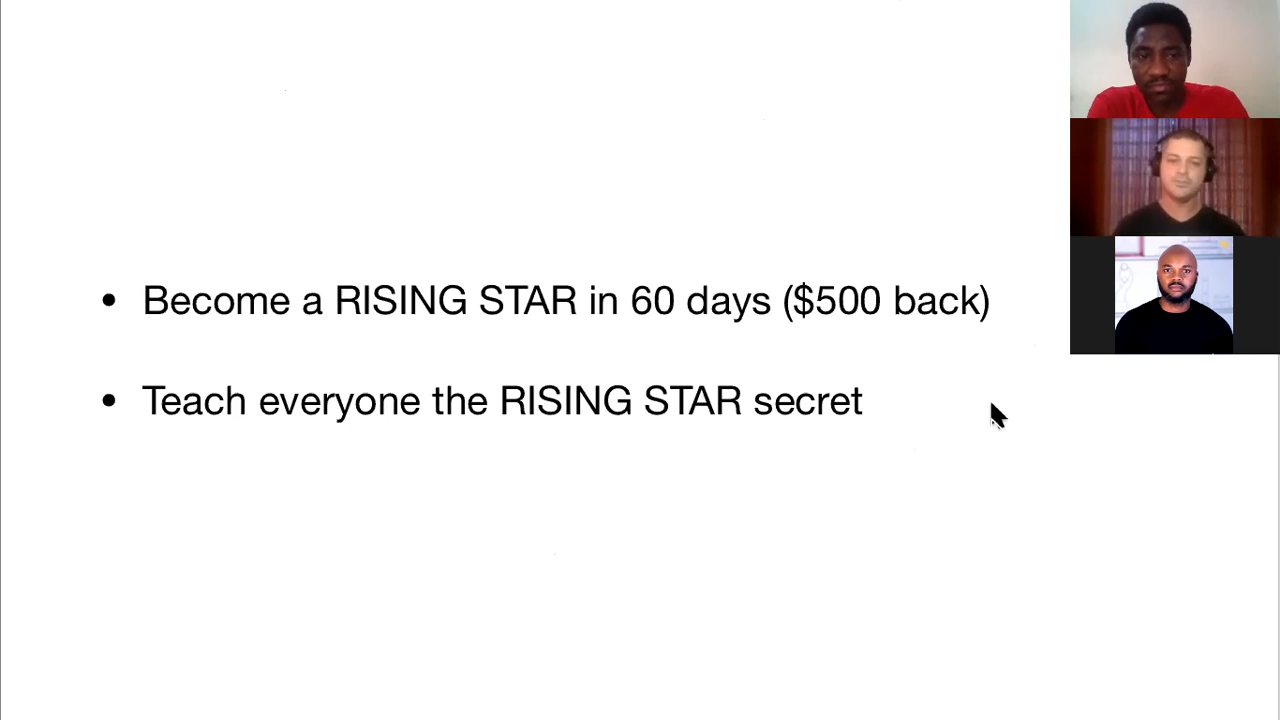 • Become a RISING STAR in 60 days ($500 back)
• Teach everyone the RISING STAR secret